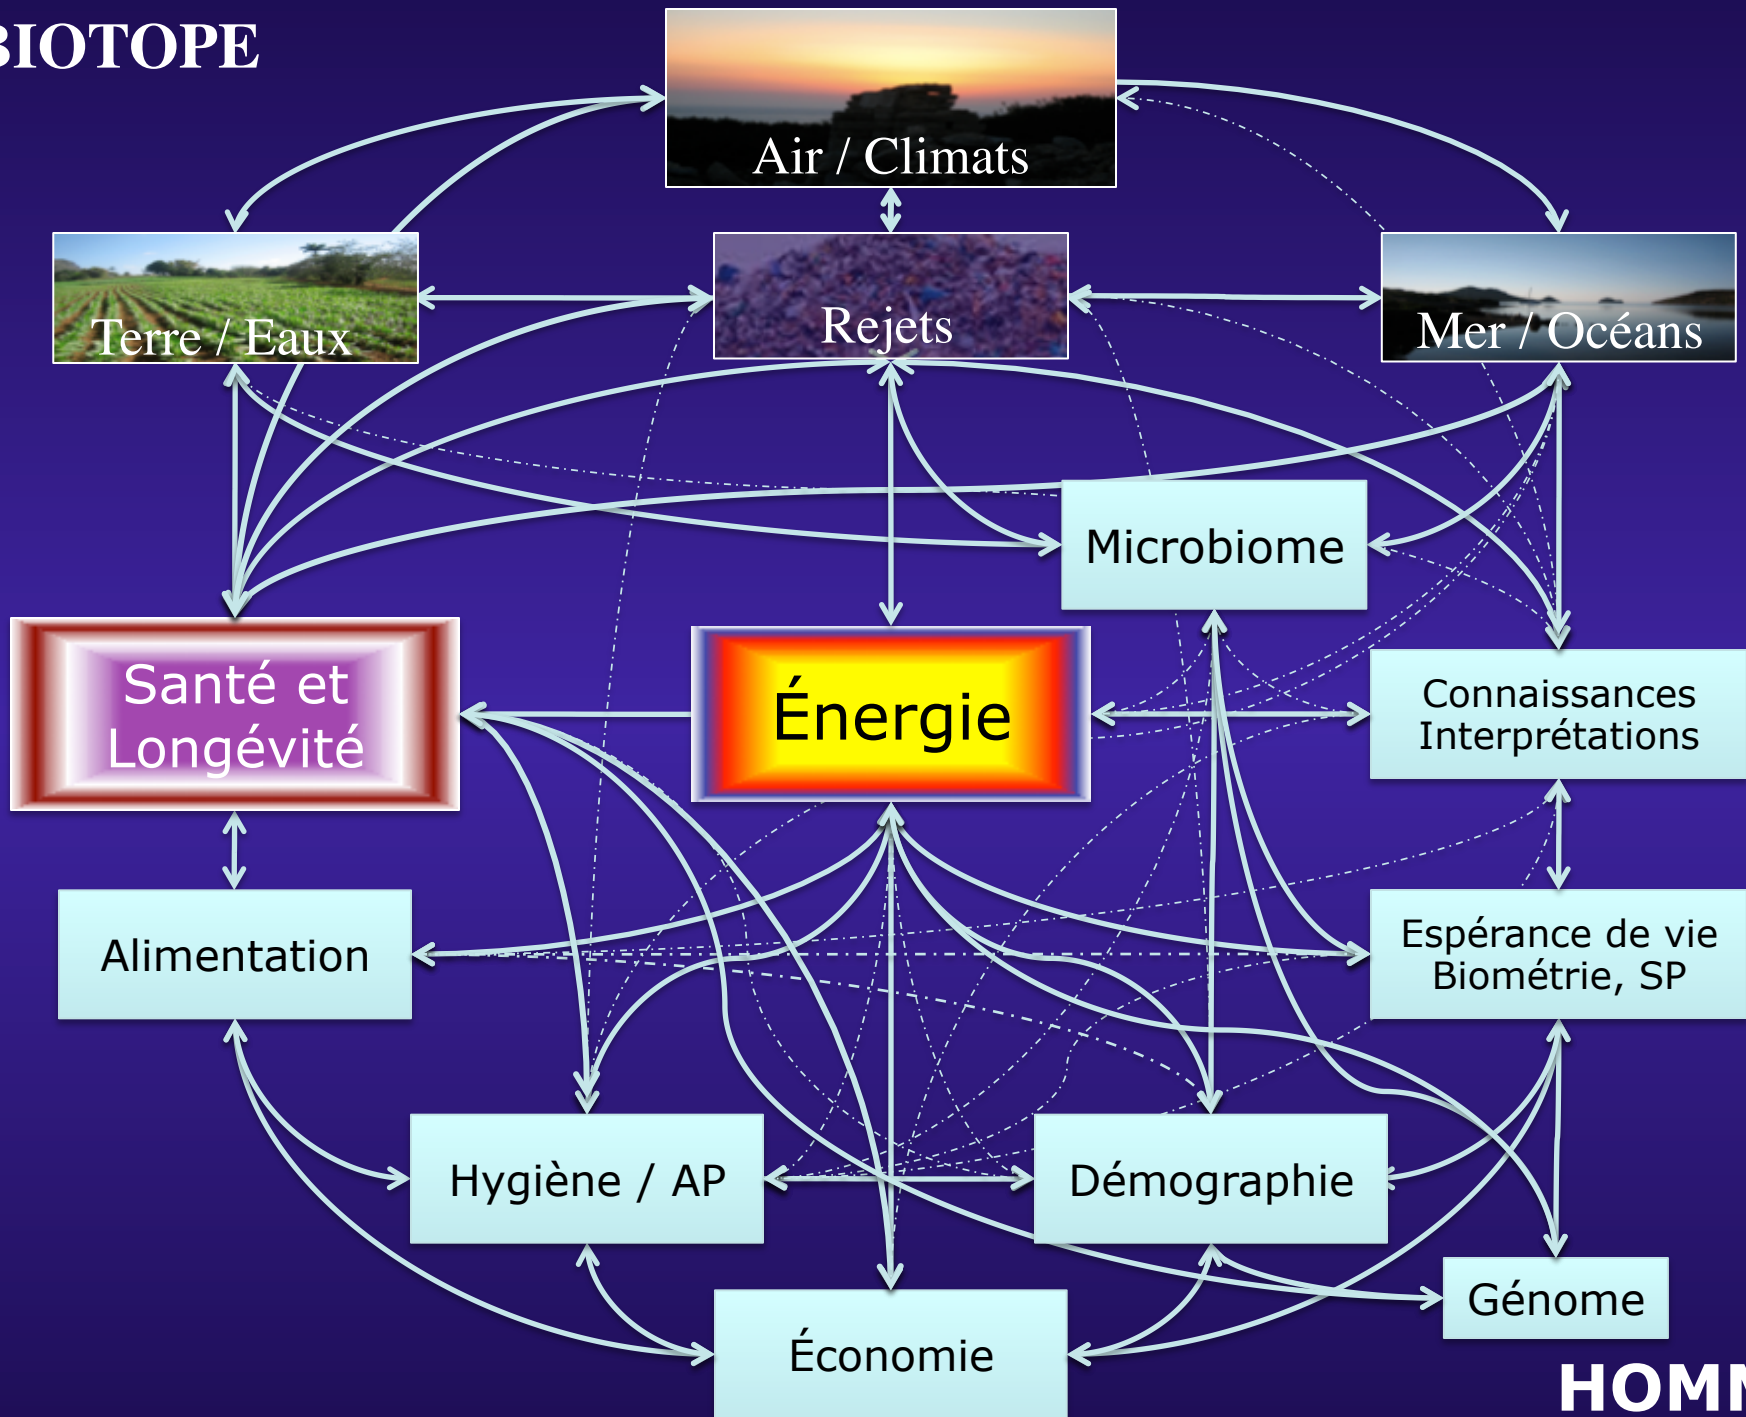 BIOTOPE
Air / Climats
Terre / Eaux
Rejets
Mer / Océans
Microbiome
Santé et
Longévité
Énergie
Connaissances
Interprétations
Alimentation
Espérance de vie
Biométrie, SP
Hygiène / AP
Démographie
Génome
Économie
HOMM